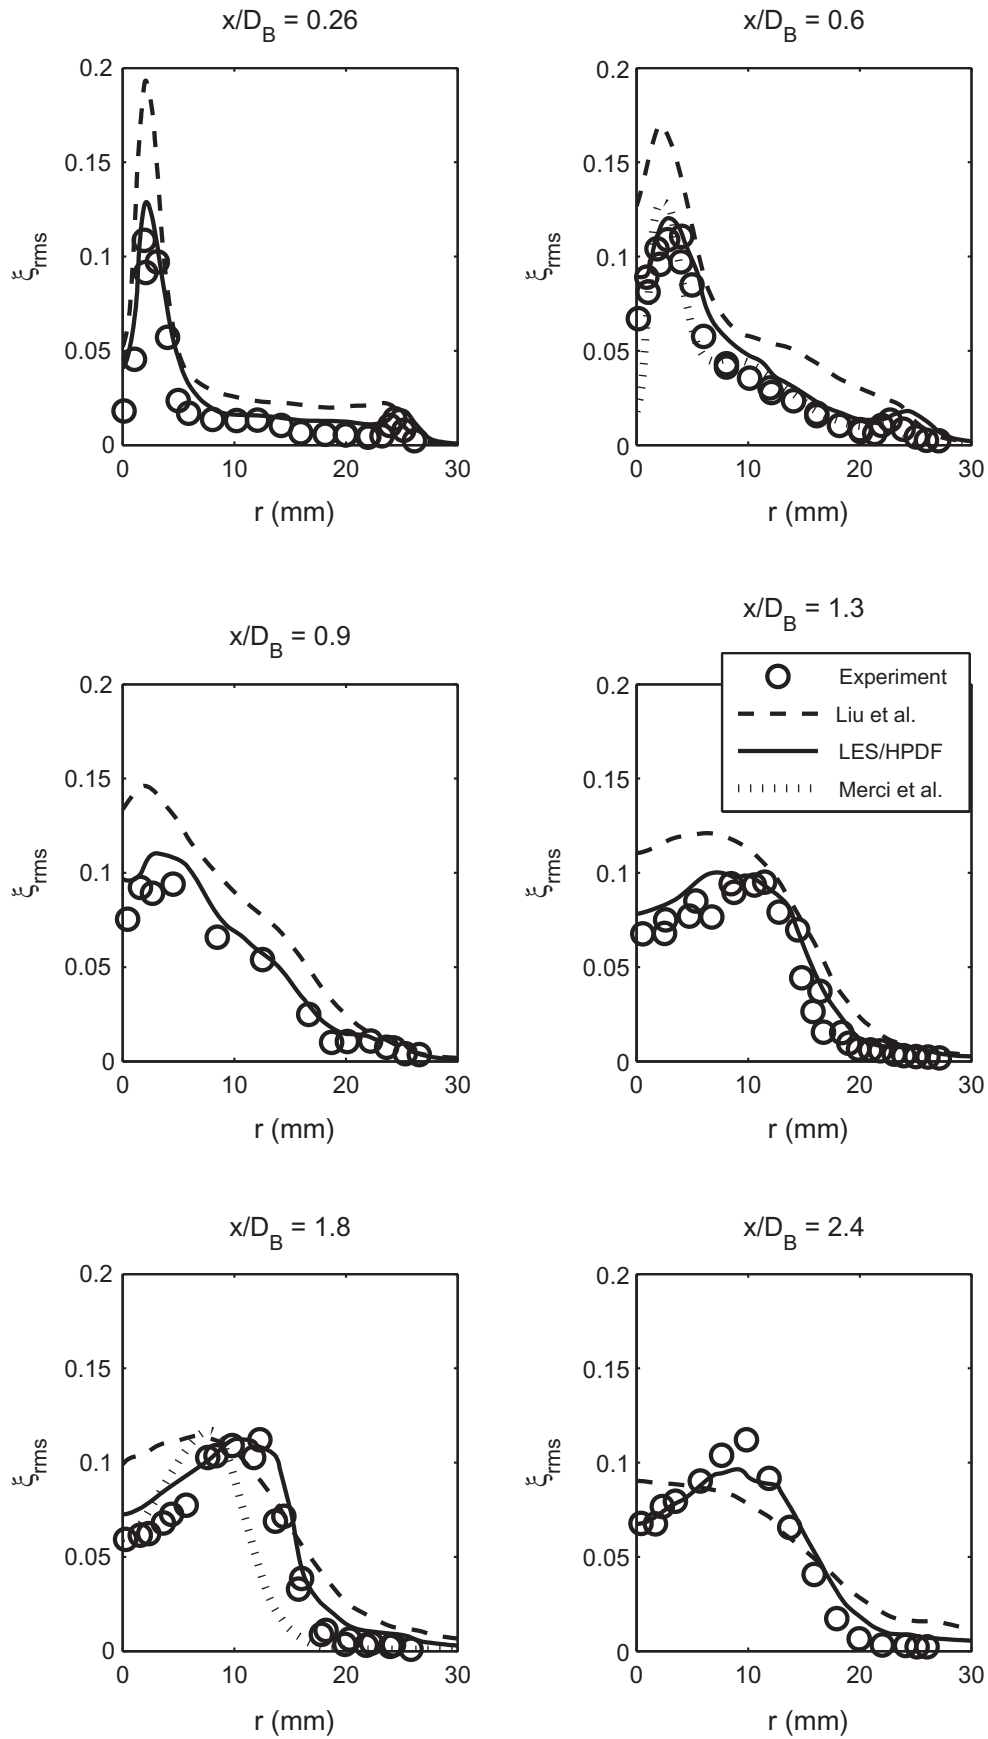 x/D_B = 0.26
0.2
0.15
0.1
0.05
0
ξ_rms
0 10 20 30
r (mm)
x/D_B = 0.6
0.2
0.15
0.1
0.05
0
ξ_rms
0 10 20 30
r (mm)
x/D_B = 0.9
0.2
0.15
0.1
0.05
0
ξ_rms
0 10 20 30
r (mm)
x/D_B = 1.3
0.2
0.15
0.1
0.05
0
ξ_rms
Experiment
Liu et al.
LES/HPDF
Merci et al.
0 10 20 30
r (mm)
x/D_B = 1.8
0.2
0.15
0.1
0.05
0
ξ_rms
0 10 20 30
r (mm)
x/D_B = 2.4
0.2
0.15
0.1
0.05
0
ξ_rms
0 10 20 30
r (mm)